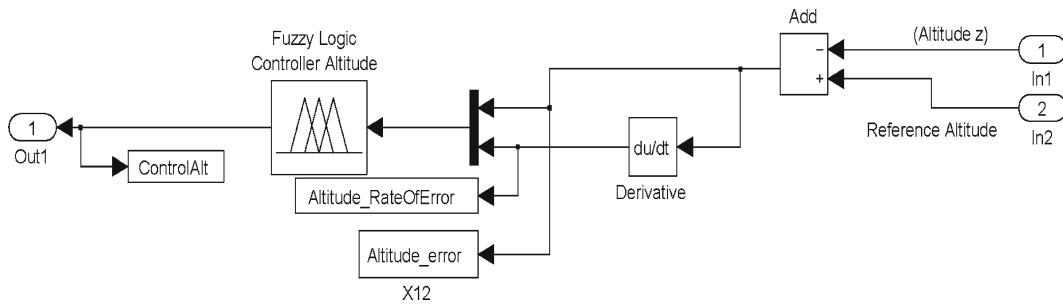 Add
(Altitude z)
−
1
In1
+
2
In2
Reference Altitude
Fuzzy Logic
Controller Altitude
1
Out1
ControlAlt
du/dt
Derivative
Altitude_RateOfError
Altitude_error
X12